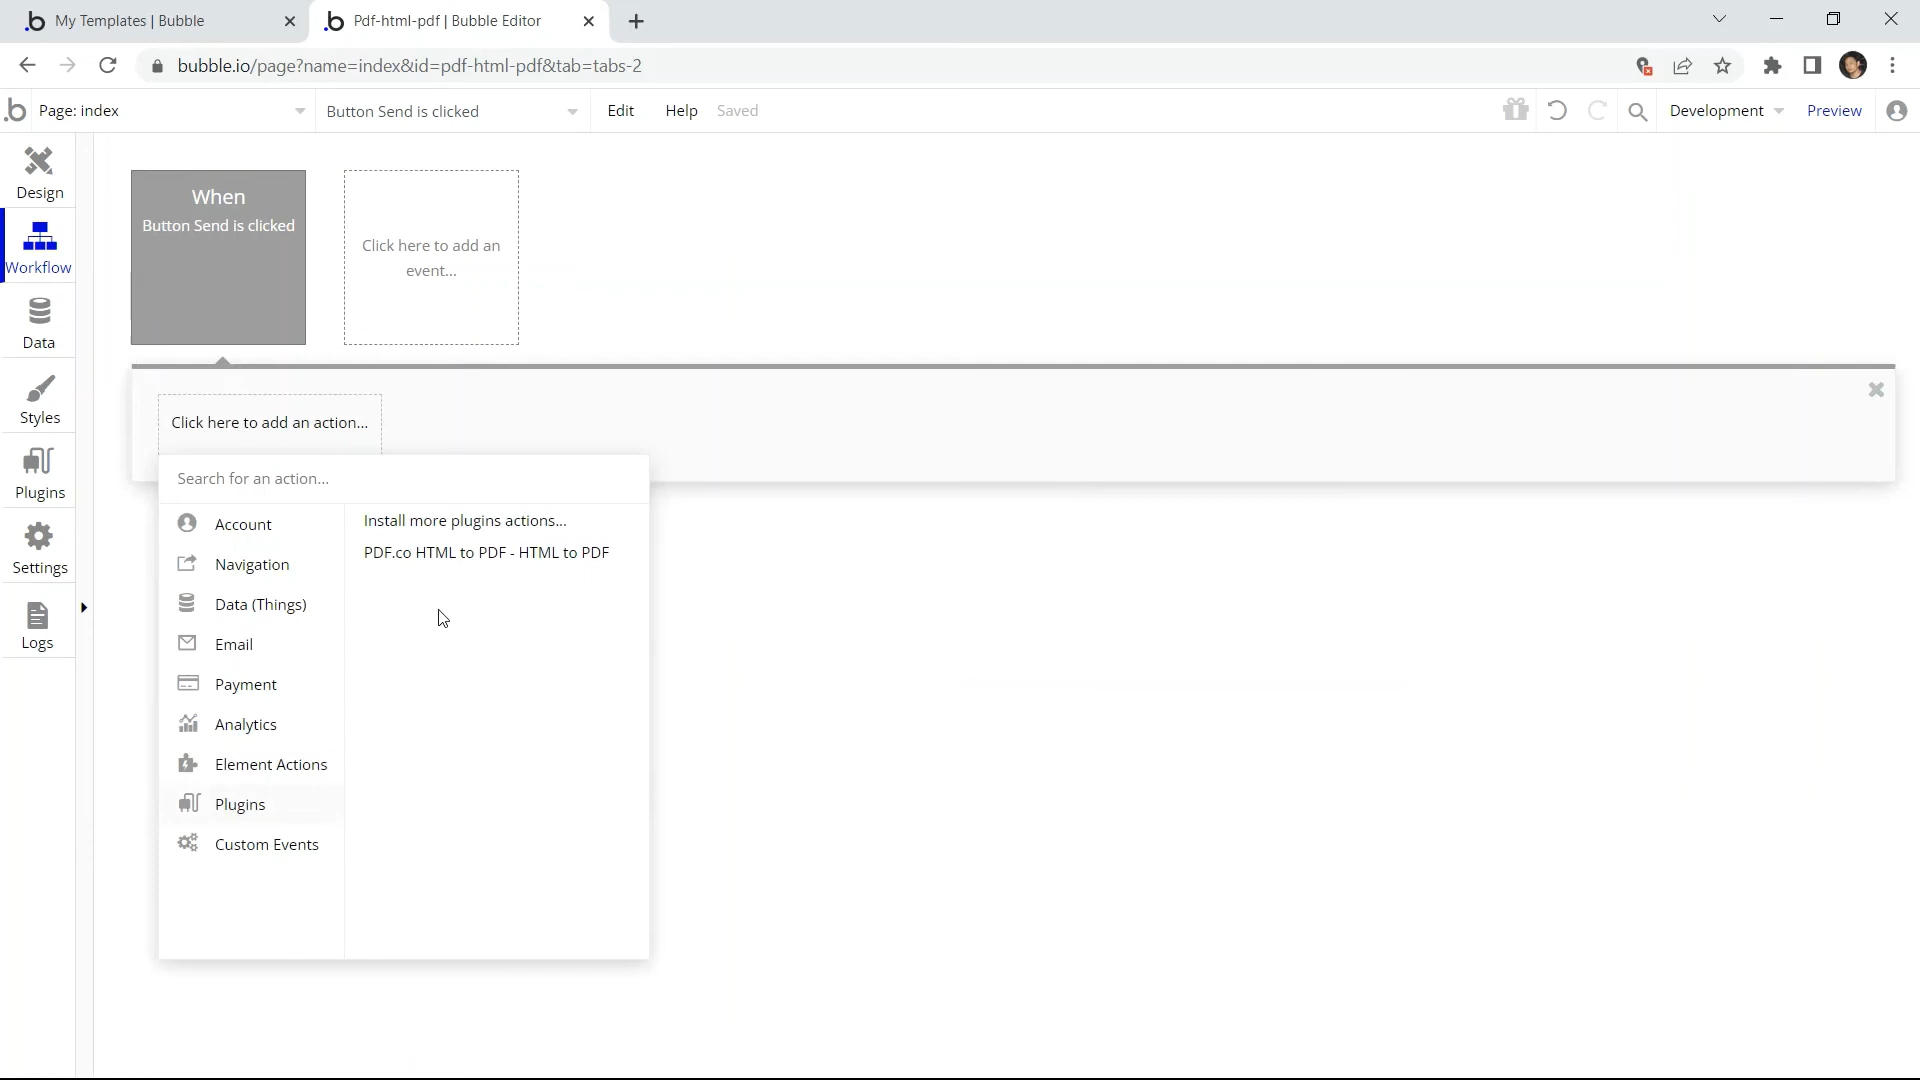 My Templates | Bubble
Pdf-html-pdf | Bubble Editor
bubble.io/page?name=index&id=pdf-html-pdf&tab=tabs-2
Page: index
Button Send is clicked
Edit
Help
Saved
Development
Preview
Design
Workflow
Data
Styles
Plugins
Settings
Logs
When
Button Send is clicked
Click here to add an
event...
Click here to add an action...
Search for an action...
Account
Navigation
Data (Things)
Email
Payment
Analytics
Element Actions
Plugins
Custom Events
Install more plugins actions...
PDF.co HTML to PDF - HTML to PDF